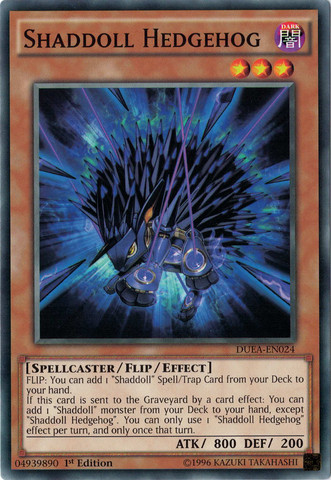 Shaddoll Hedgehog
DARK
闇
DUEA-EN024
[Spellcaster/Flip/Effect]
FLIP: You can add 1 "Shaddoll" Spell/Trap Card from your Deck to
your hand.
If this card is sent to the Graveyard by a card effect: You can
add 1 "Shaddoll" monster from your Deck to your hand, except
"Shaddoll Hedgehog". You can only use 1 "Shaddoll Hedgehog"
effect per turn, and only once that turn.
ATK/ 800 DEF/ 200
04939890 1st Edition ©1996 KAZUKI TAKAHASHI